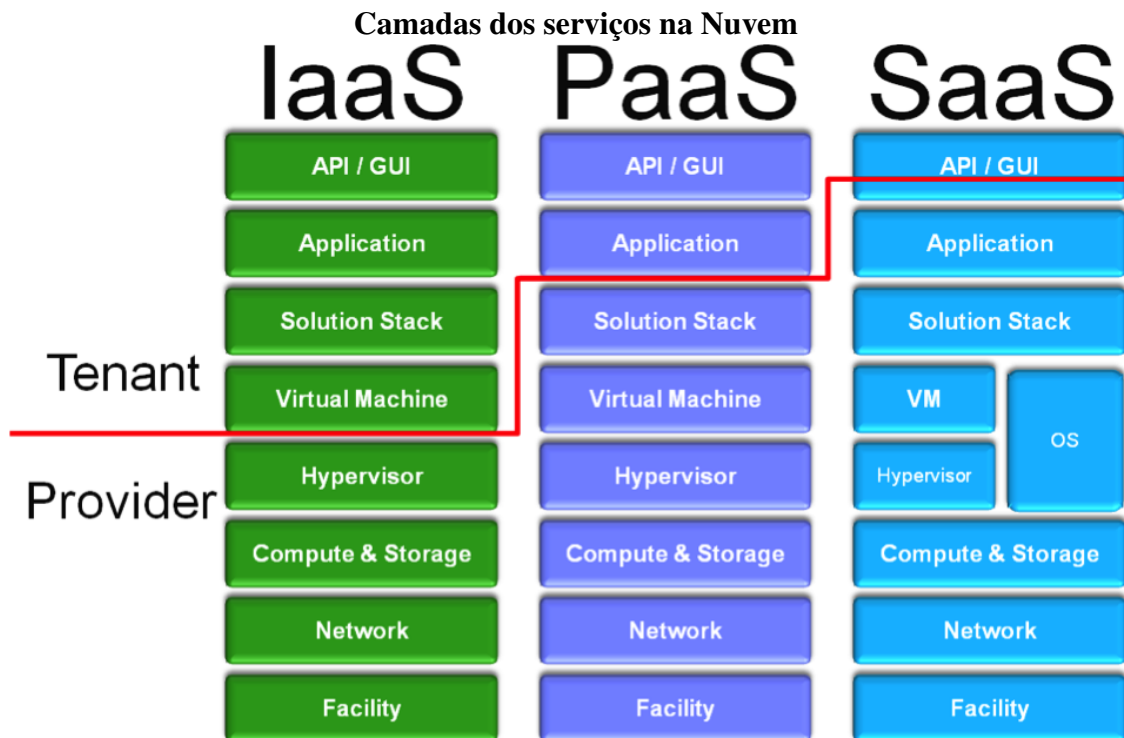 Camadas dos serviços na Nuvem
IaaS PaaS SaaS
API / GUI API / GUI API / GUI
Application Application Application
Solution Stack Solution Stack Solution Stack
Tenant
Virtual Machine Virtual Machine VM
OS
Provider
Hypervisor Hypervisor Hypervisor
Compute & Storage Compute & Storage Compute & Storage
Network Network Network
Facility Facility Facility